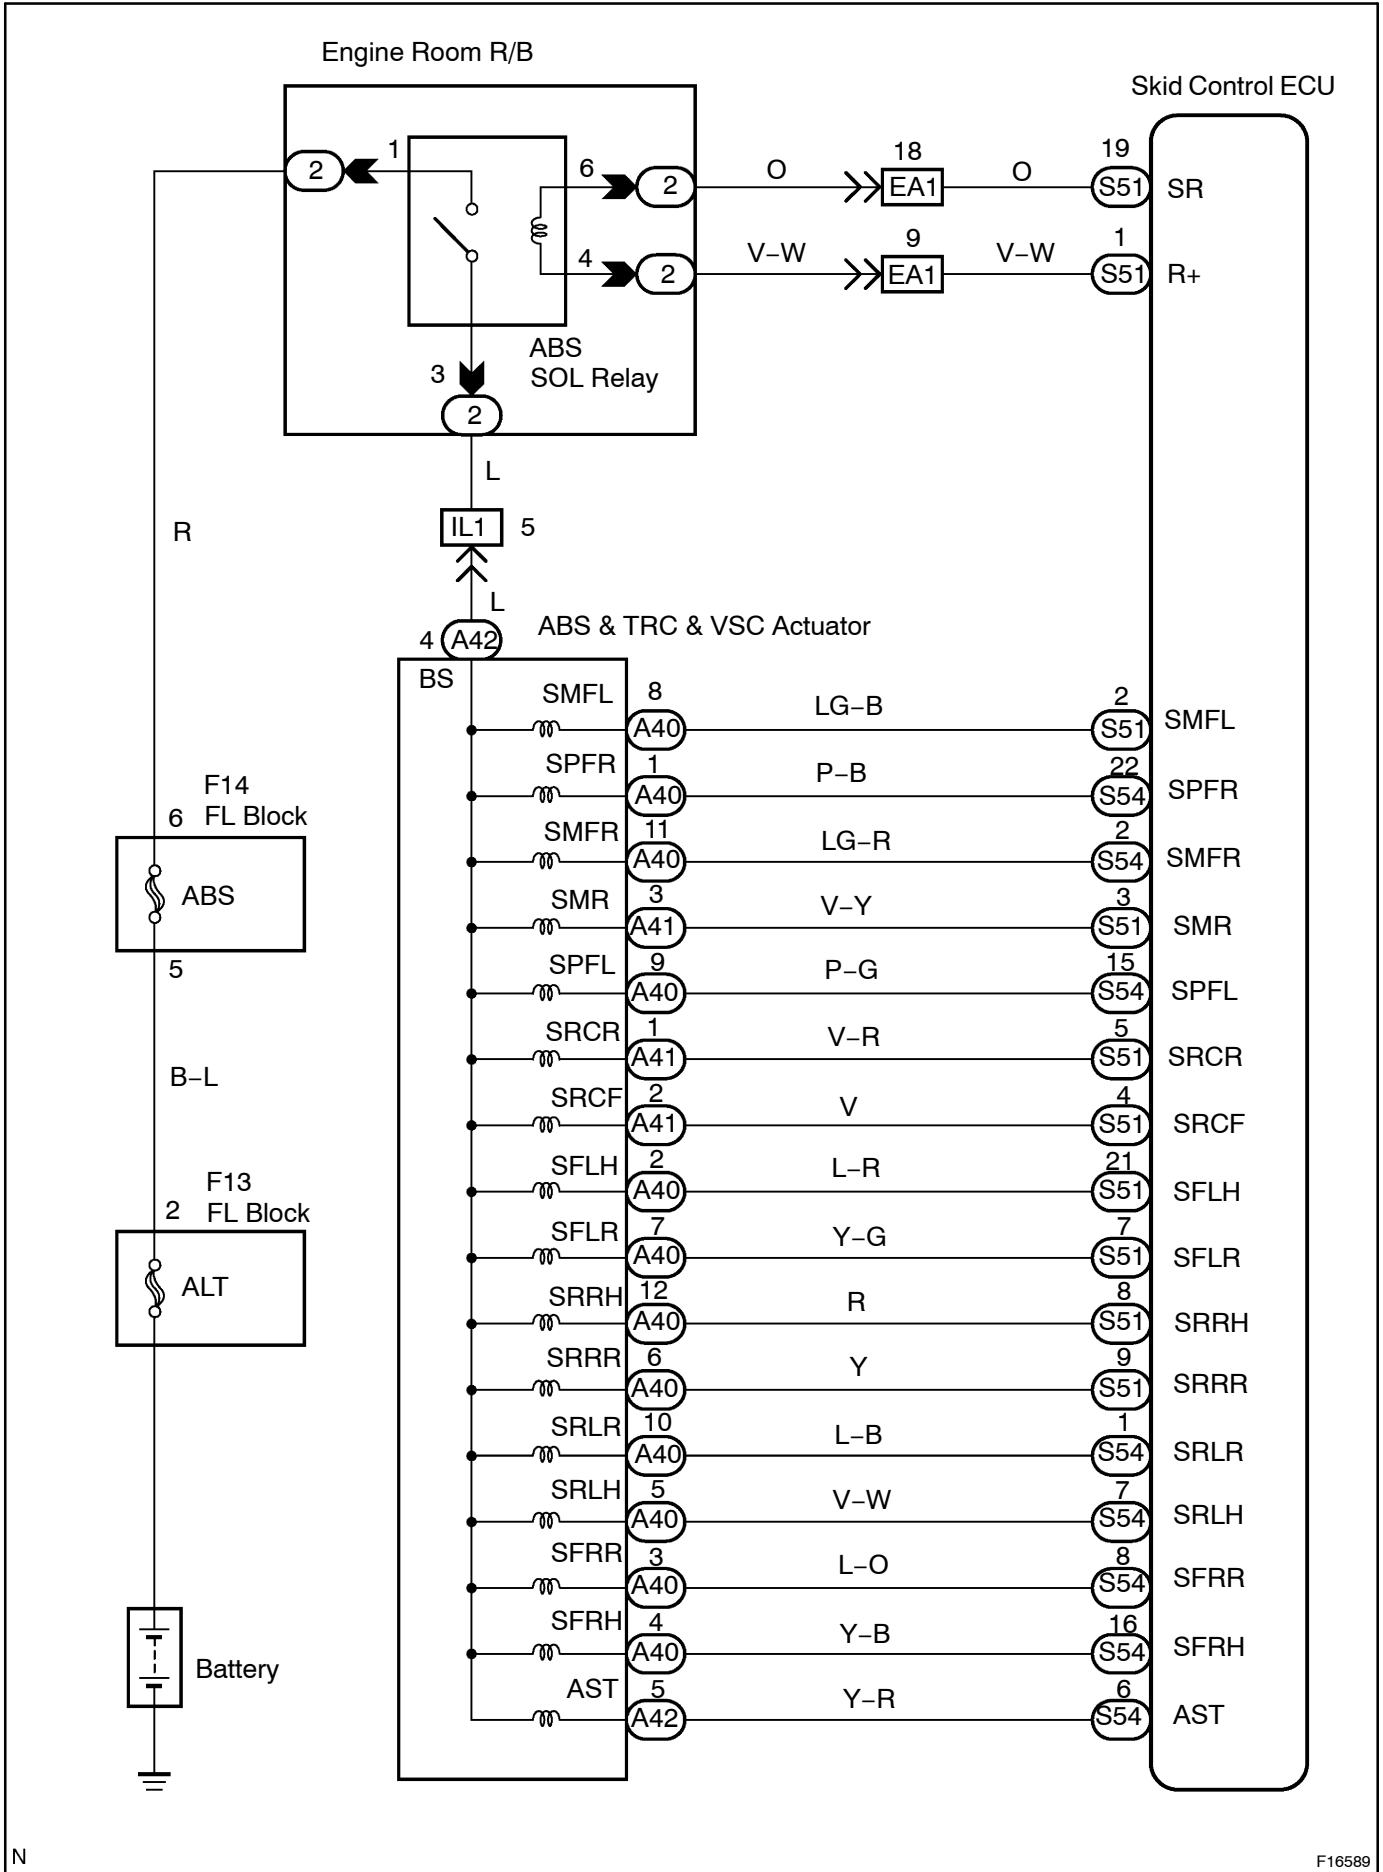 Engine Room R/B
Skid Control ECU
2
1
6
2
O
18
EA1
O
19
S51
SR
4
2
V–W
9
EA1
V–W
1
S51
R+
ABS
SOL Relay
3
2
L
R
IL1
5
L
4
A42
ABS & TRC & VSC Actuator
BS
SMFL
8
A40
LG–B
2
S51
SMFL
SPFR
1
A40
P–B
22
S54
SPFR
SMFR
11
A40
LG–R
2
S54
SMFR
SMR
3
A41
V–Y
3
S51
SMR
SPFL
9
A40
P–G
15
S54
SPFL
SRCR
1
A41
V–R
5
S51
SRCR
SRCF
2
A41
V
4
S51
SRCF
SFLH
2
A40
L–R
21
S51
SFLH
SFLR
7
A40
Y–G
7
S51
SFLR
SRRH
12
A40
R
8
S51
SRRH
SRRR
6
A40
Y
9
S51
SRRR
SRLR
10
A40
L–B
1
S54
SRLR
SRLH
5
A40
V–W
7
S54
SRLH
SFRR
3
A40
L–O
8
S54
SFRR
SFRH
4
A40
Y–B
16
S54
SFRH
AST
5
A42
Y–R
6
S54
AST
F14
FL Block
6
ABS
5
B–L
F13
FL Block
2
ALT
Battery
N
F16589